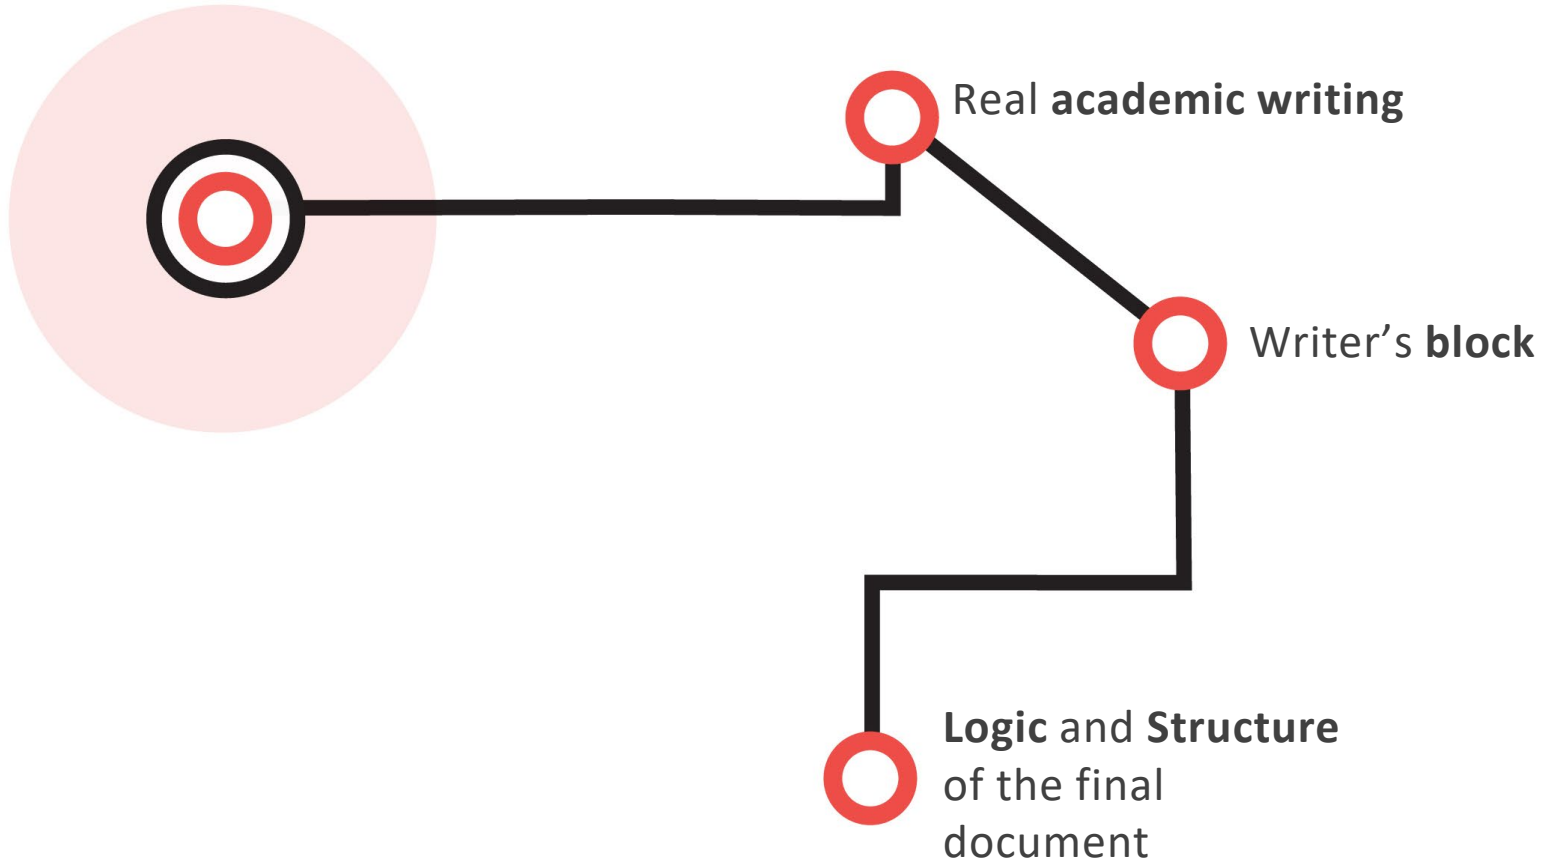 Real academic writing
Writer’s block
Logic and Structure
of the final
document